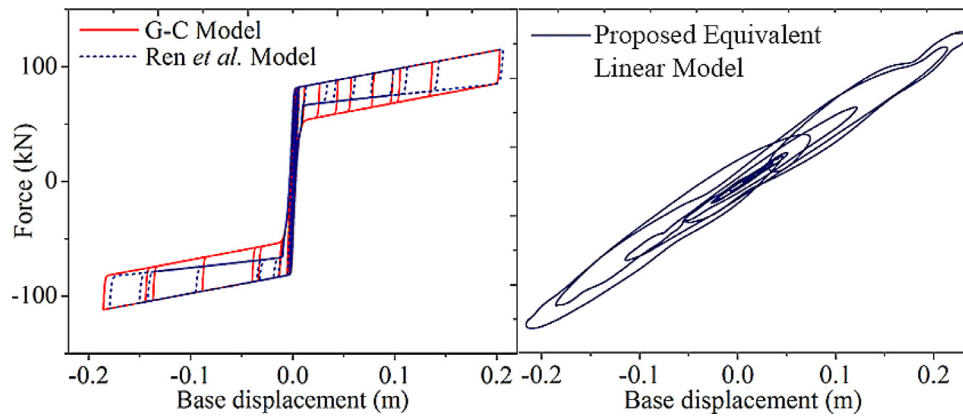 G-C Model
Ren et al. Model
Proposed Equivalent
Linear Model
Force (kN)
100
0
-100
-0.2 -0.1 0.0 0.1 0.2
Base displacement (m)
-0.2 -0.1 0.0 0.1 0.2
Base displacement (m)